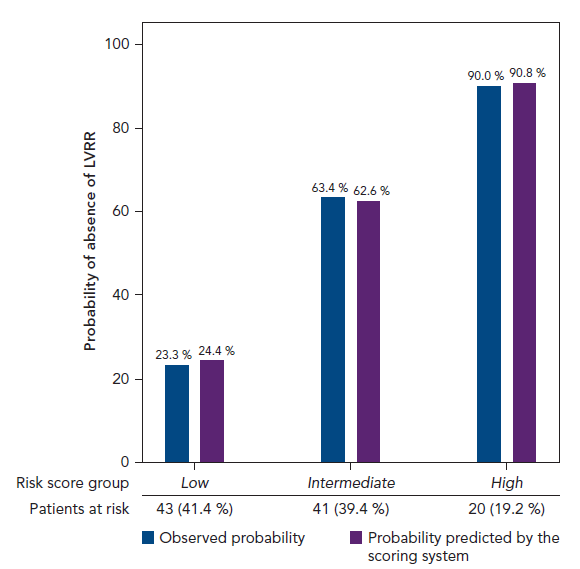 Probability of absence of LVRR
100
80
60
40
20
0
23.3 % 24.4 %
63.4 % 62.6 %
90.0 % 90.8 %
Risk score group Low Intermediate High
Patients at risk 43 (41.4 %) 41 (39.4 %) 20 (19.2 %)
Observed probability
Probability predicted by the
scoring system